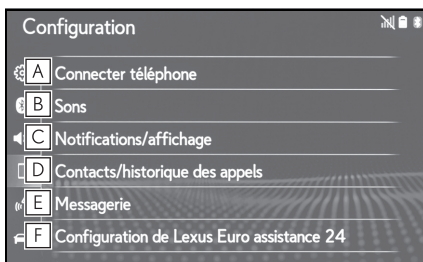 Configuration
A Connecter téléphone
B Sons
C Notifications/affichage
D Contacts/historique des appels
E Messagerie
F Configuration de Lexus Euro assistance 24